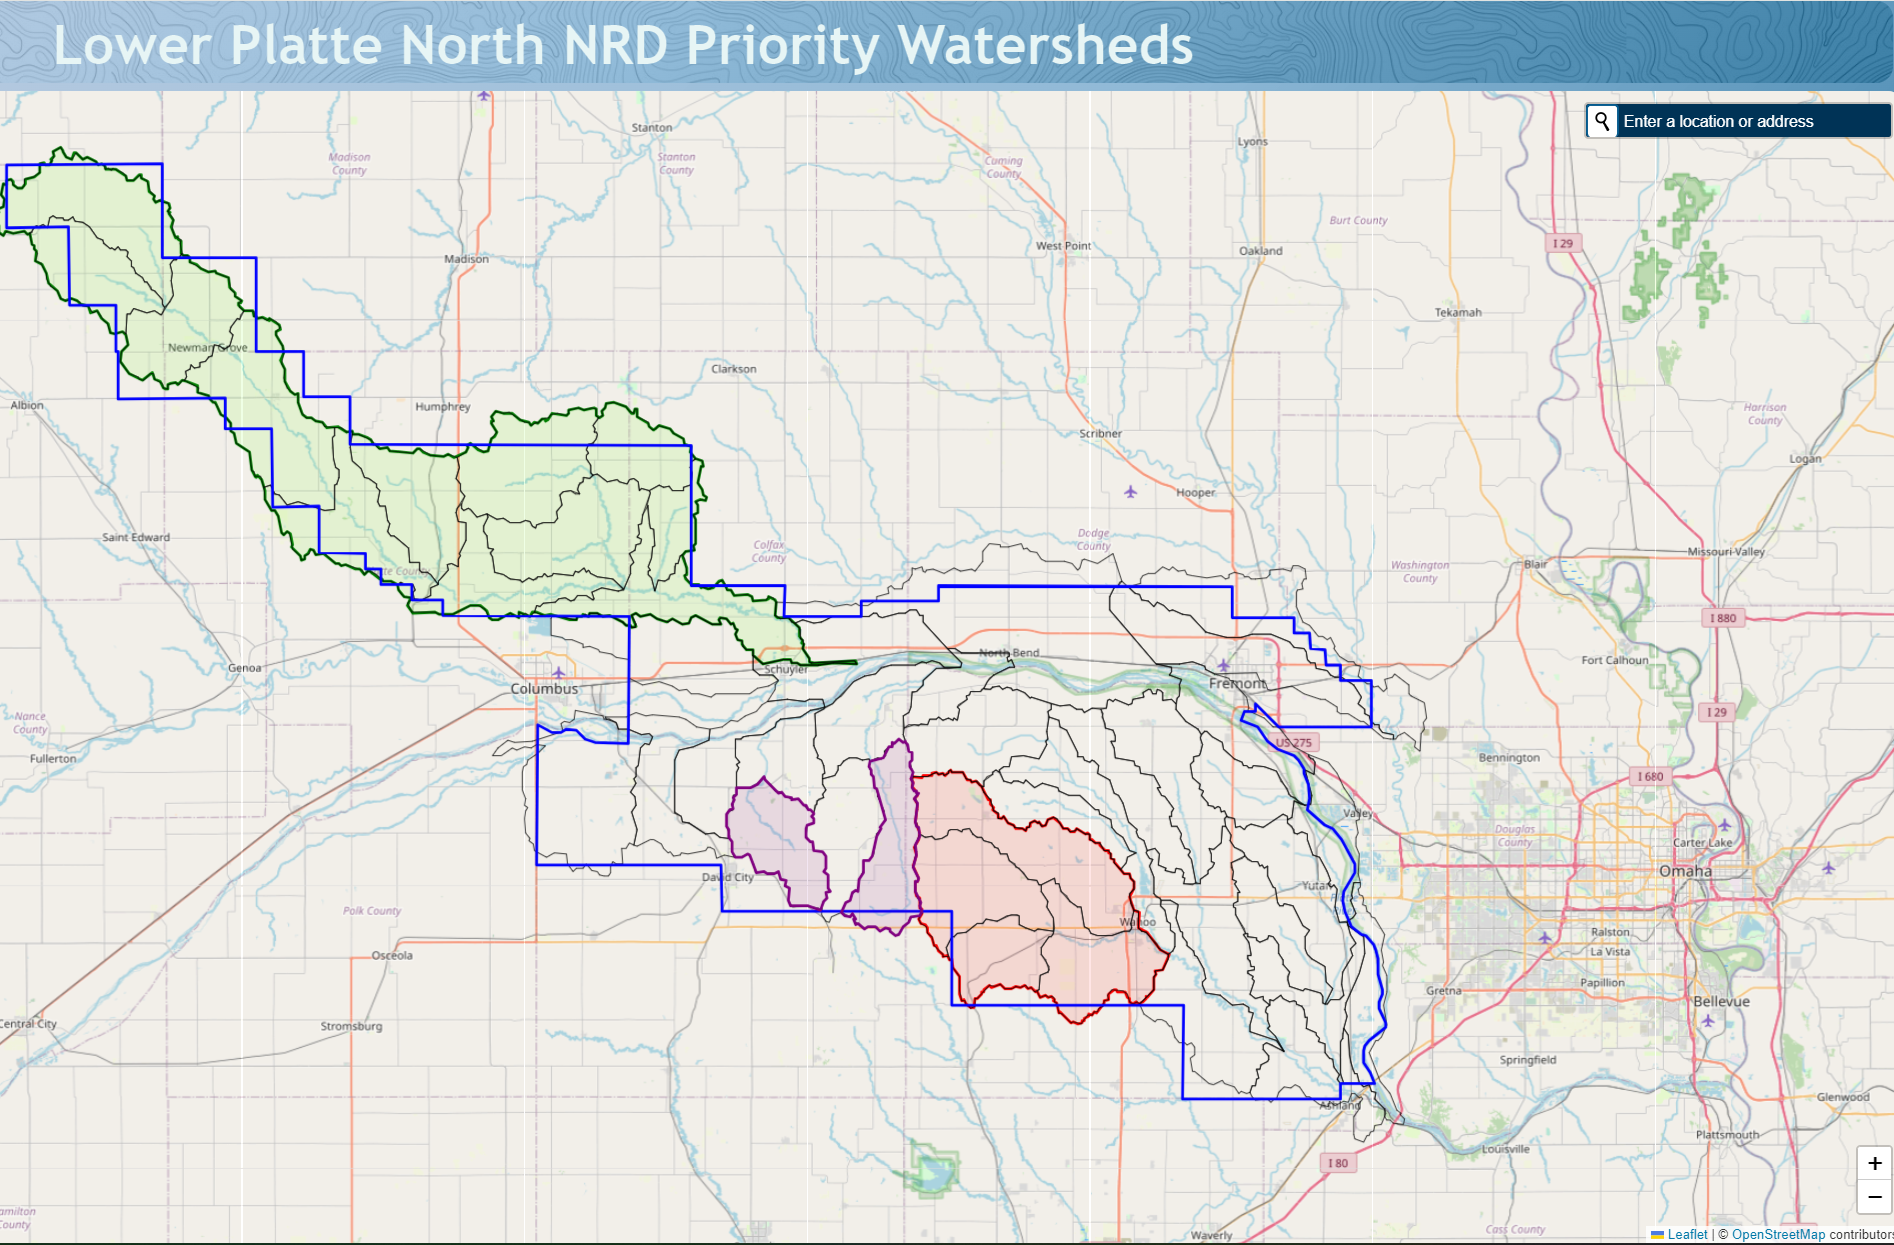 Lower Platte North NRD Priority Watersheds
Enter a location or address
Stanton
Lyons
Madison
County
Stanton
County
Cuming
County
Burt County
I 29
West Point
Oakland
Madison
Tekamah
Newman Grove
Clarkson
Albion
Humphrey
Harrison
County
Scribner
Logan
Hooper
Saint Edward
Colfax
County
Dodge
County
Washington
County
Missouri Valley
Blair
te County
I 880
Genoa
Schuyler
North Bend
Fort Calhoun
Columbus
Fremont
Nance
County
I 29
US 275
Fullerton
Bennington
I 680
Valley
Douglas
County
Carter Lake
David City
Omaha
Yutan
Polk County
Wahoo
Ralston
Osceola
La Vista
Gretna
Papillion
Bellevue
Central City
Stromsburg
Springfield
Ashland
Glenwood
Plattsmouth
Louisville
I 80
+
−
amilton
County
Waverly
Cass County
Leaflet | © OpenStreetMap contributors